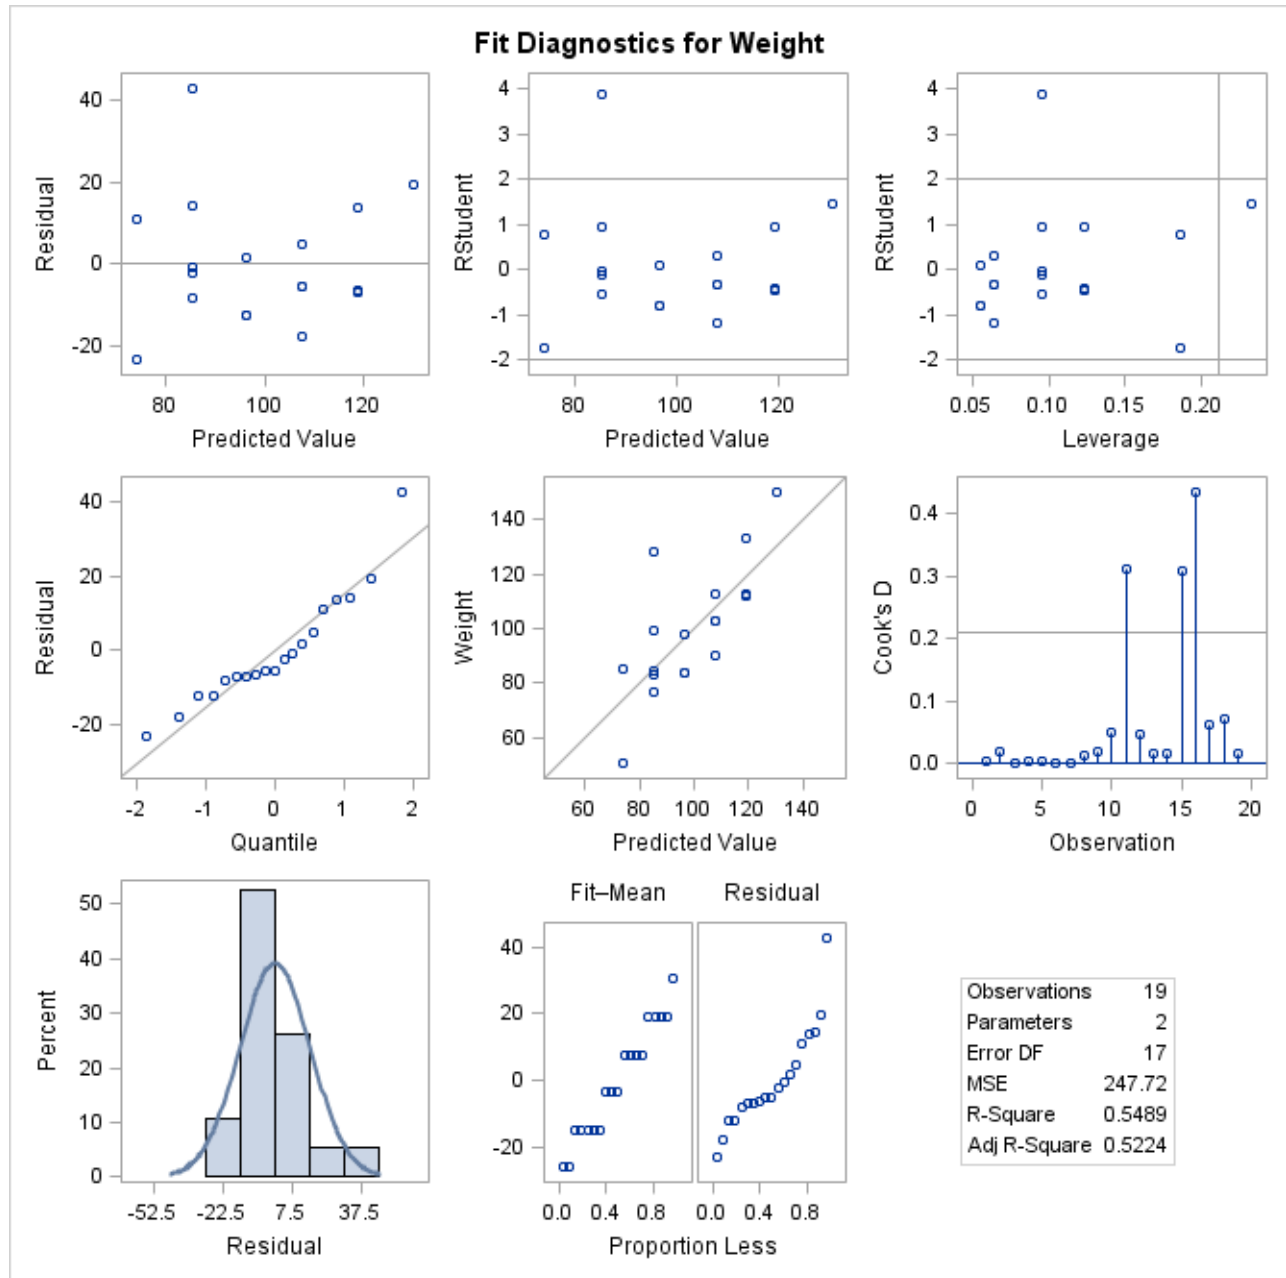 Fit Diagnostics for Weight
40
20
0
-20
Residual
80 100 120
Predicted Value
4
3
2
1
0
-1
-2
RStudent
80 100 120
Predicted Value
4
3
2
1
0
-1
-2
RStudent
0.05 0.10 0.15 0.20
Leverage
40
20
0
-20
Residual
-2 -1 0 1 2
Quantile
140
120
100
80
60
Weight
60 80 100 120 140
Predicted Value
0.4
0.3
0.2
0.1
0.0
Cook's D
0 5 10 15 20
Observation
50
40
30
20
10
0
Percent
-52.5 -22.5 7.5 37.5
Residual
Fit–Mean Residual
40
20
0
-20
0.0 0.4 0.8 0.0 0.4 0.8
Proportion Less
Observations 19
Parameters 2
Error DF 17
MSE 247.72
R-Square 0.5489
Adj R-Square 0.5224